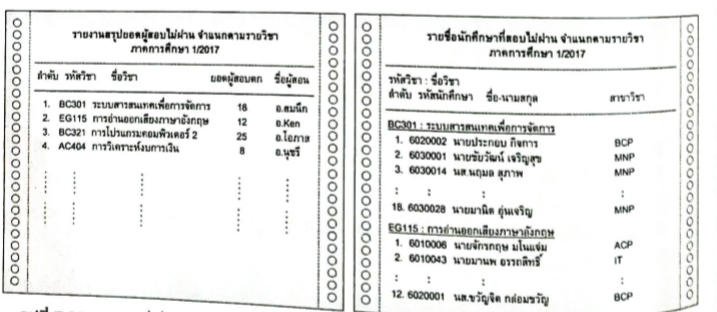 รายงานสรุปยอดผู้สอบไม่ผ่าน จำแนกตามรายวิชา
ภาคการศึกษา 1/2017
ลำดับ รหัสวิชา ชื่อวิชา ยอดผู้สอบตก ชื่อผู้สอน
1. BC301 ระบบสารสนเทศเพื่อการจัดการ 18 อ.สมนึก
2. EG115 การอ่านออกเสียงภาษาอังกฤษ 12 อ.Ken
3. BC321 การโปรแกรมคอมพิวเตอร์ 2 25 อ.โอภาส
4. AC404 การวิเคราะห์งบการเงิน 8 อ.นุชรี
รายชื่อนักศึกษาที่สอบไม่ผ่าน จำแนกตามรายวิชา
ภาคการศึกษา 1/2017
รหัสวิชา : ชื่อวิชา
ลำดับ รหัสนักศึกษา ชื่อ-นามสกุล สาขาวิชา
BC301 : ระบบสารสนเทศเพื่อการจัดการ
1. 6020002 นายประกอบ กิจการ BCP
2. 6030001 นายชัยวัฒน์ เจริญสุข MNP
3. 6030014 นส.นฤมล สุภาพ MNP
: : :
18. 6030028 นายมานิต อุ่นเจริญ MNP
EG115 : การอ่านออกเสียงภาษาอังกฤษ
1. 6010006 นายจักรกฤษ มโนแจ่ม ACP
2. 6010043 นายมานพ อรรถสิทธิ์ IT
: : :
12. 6020001 นส.ขวัญจิต กล่อมขวัญ BCP